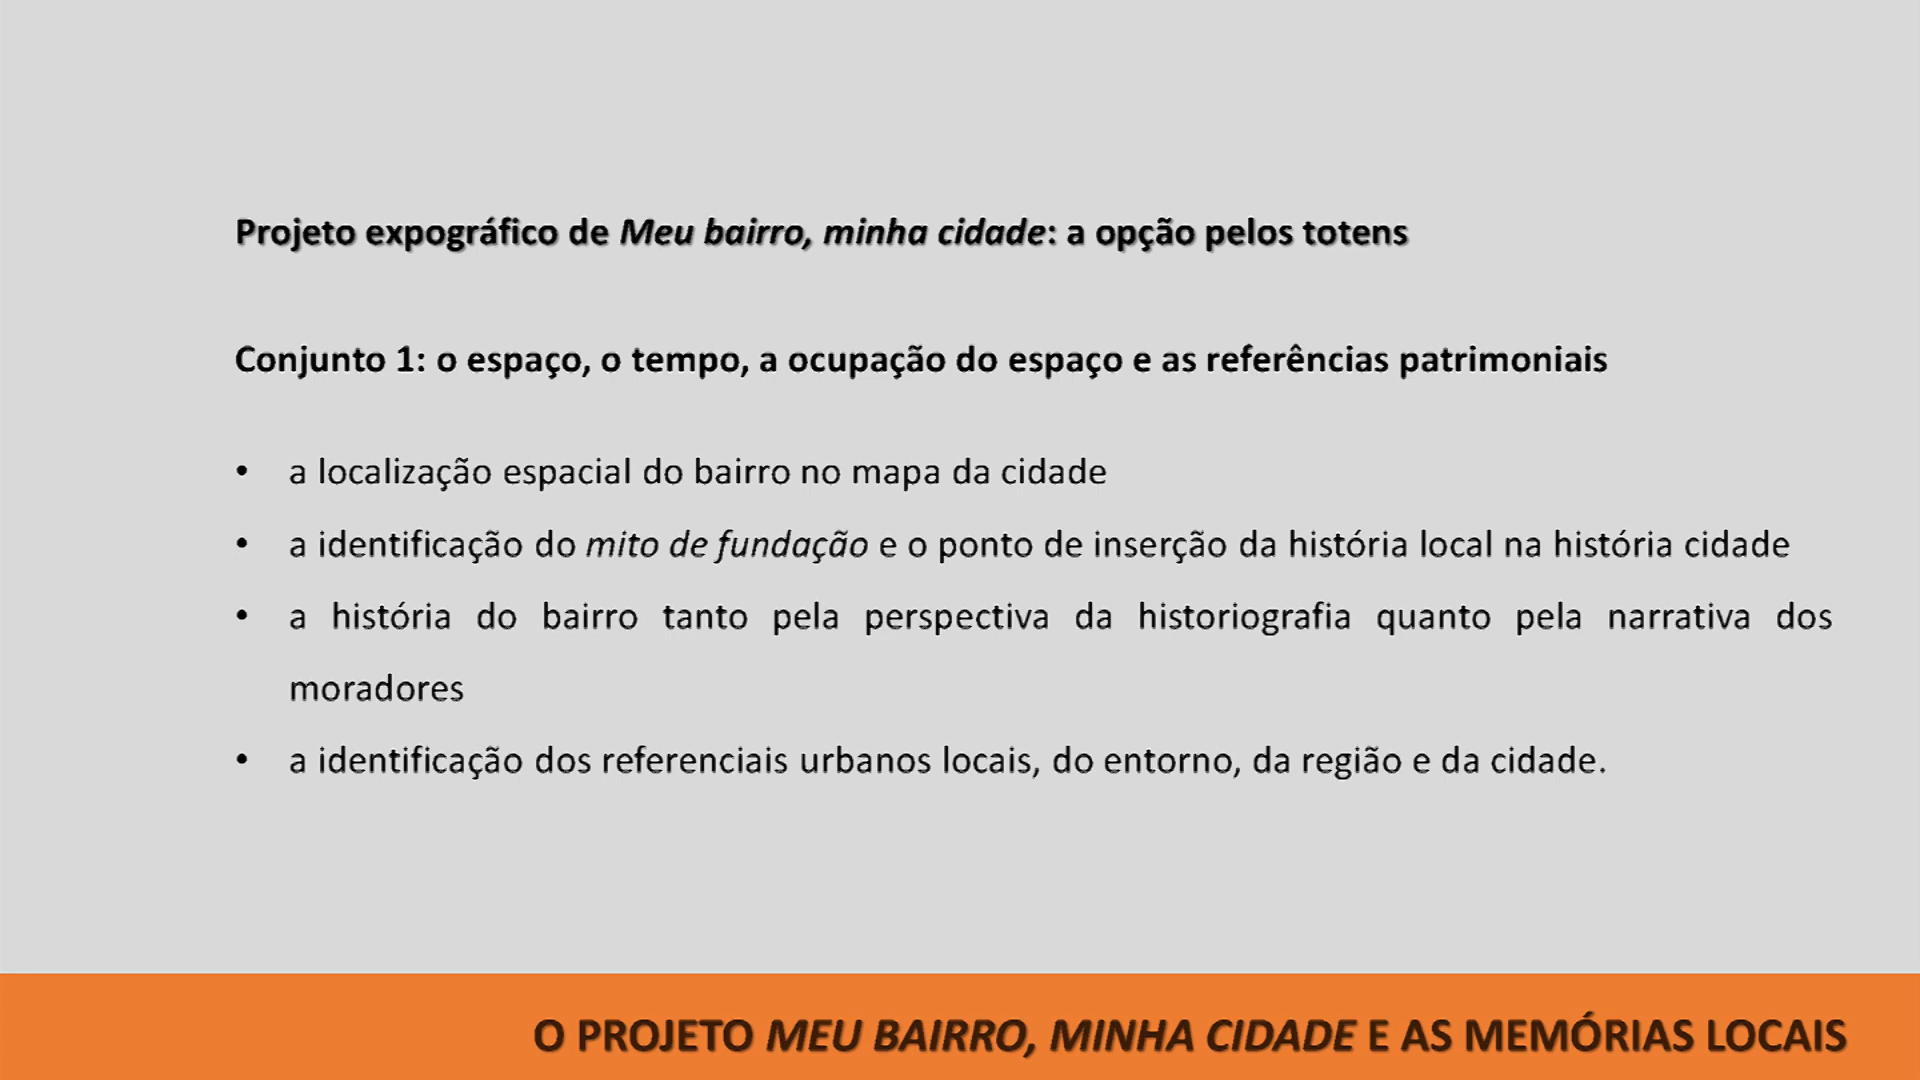 Projeto expográfico de Meu bairro, minha cidade: a opção pelos totens
Conjunto 1: o espaço, o tempo, a ocupação do espaço e as referências patrimoniais
• a localização espacial do bairro no mapa da cidade
• a identificação do mito de fundação e o ponto de inserção da história local na história cidade
• a história do bairro tanto pela perspectiva da historiografia quanto pela narrativa dos
moradores
• a identificação dos referenciais urbanos locais, do entorno, da região e da cidade.
O PROJETO MEU BAIRRO, MINHA CIDADE E AS MEMÓRIAS LOCAIS